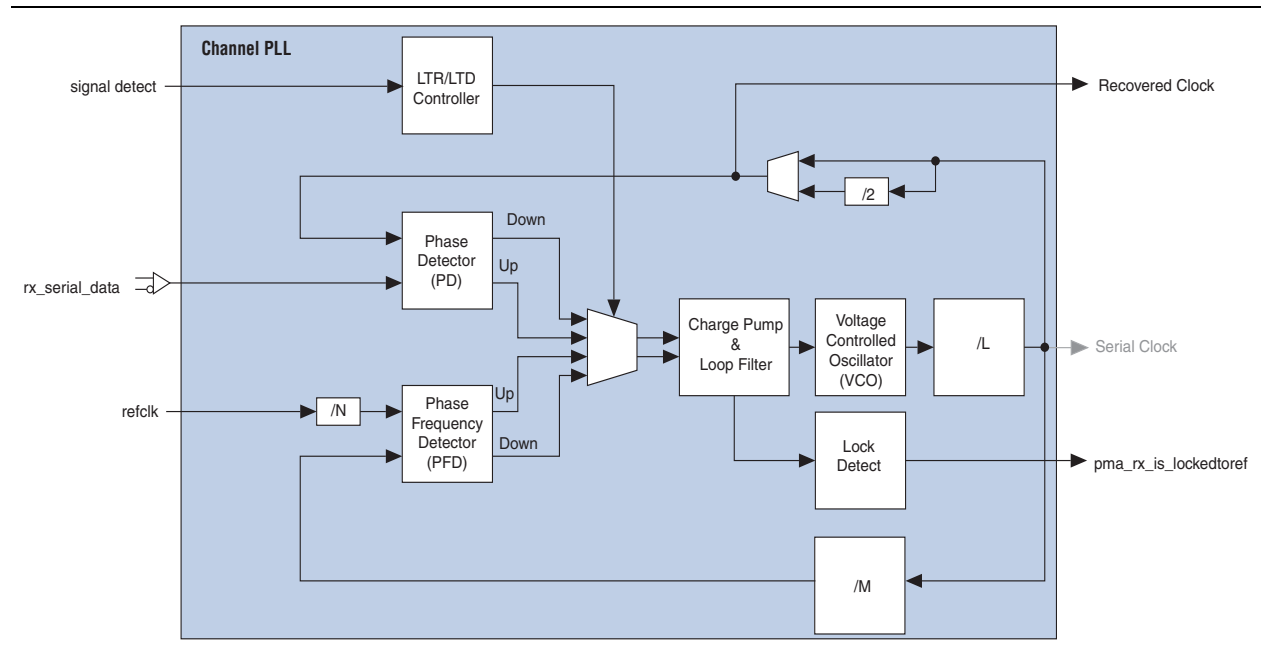 Channel PLL
signal detect
LTR/LTD
Controller
Recovered Clock
/2
Down
Phase
Detector
(PD)
Up
rx_serial_data
Charge Pump
&
Loop Filter
Voltage
Controlled
Oscillator
(VCO)
/L
Serial Clock
refclk
/N
Phase
Frequency
Detector
(PFD)
Up
Down
Lock
Detect
pma_rx_is_lockedtoref
/M